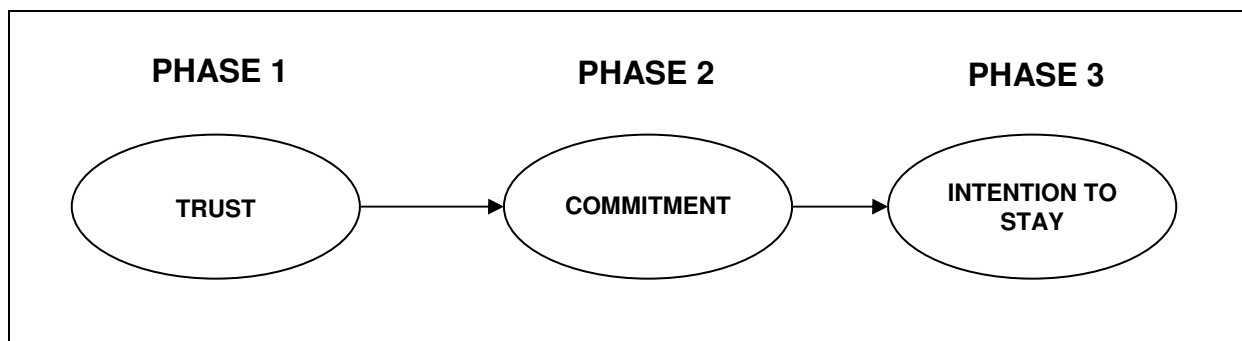 PHASE 1
PHASE 2
PHASE 3
TRUST
COMMITMENT
INTENTION TO
STAY